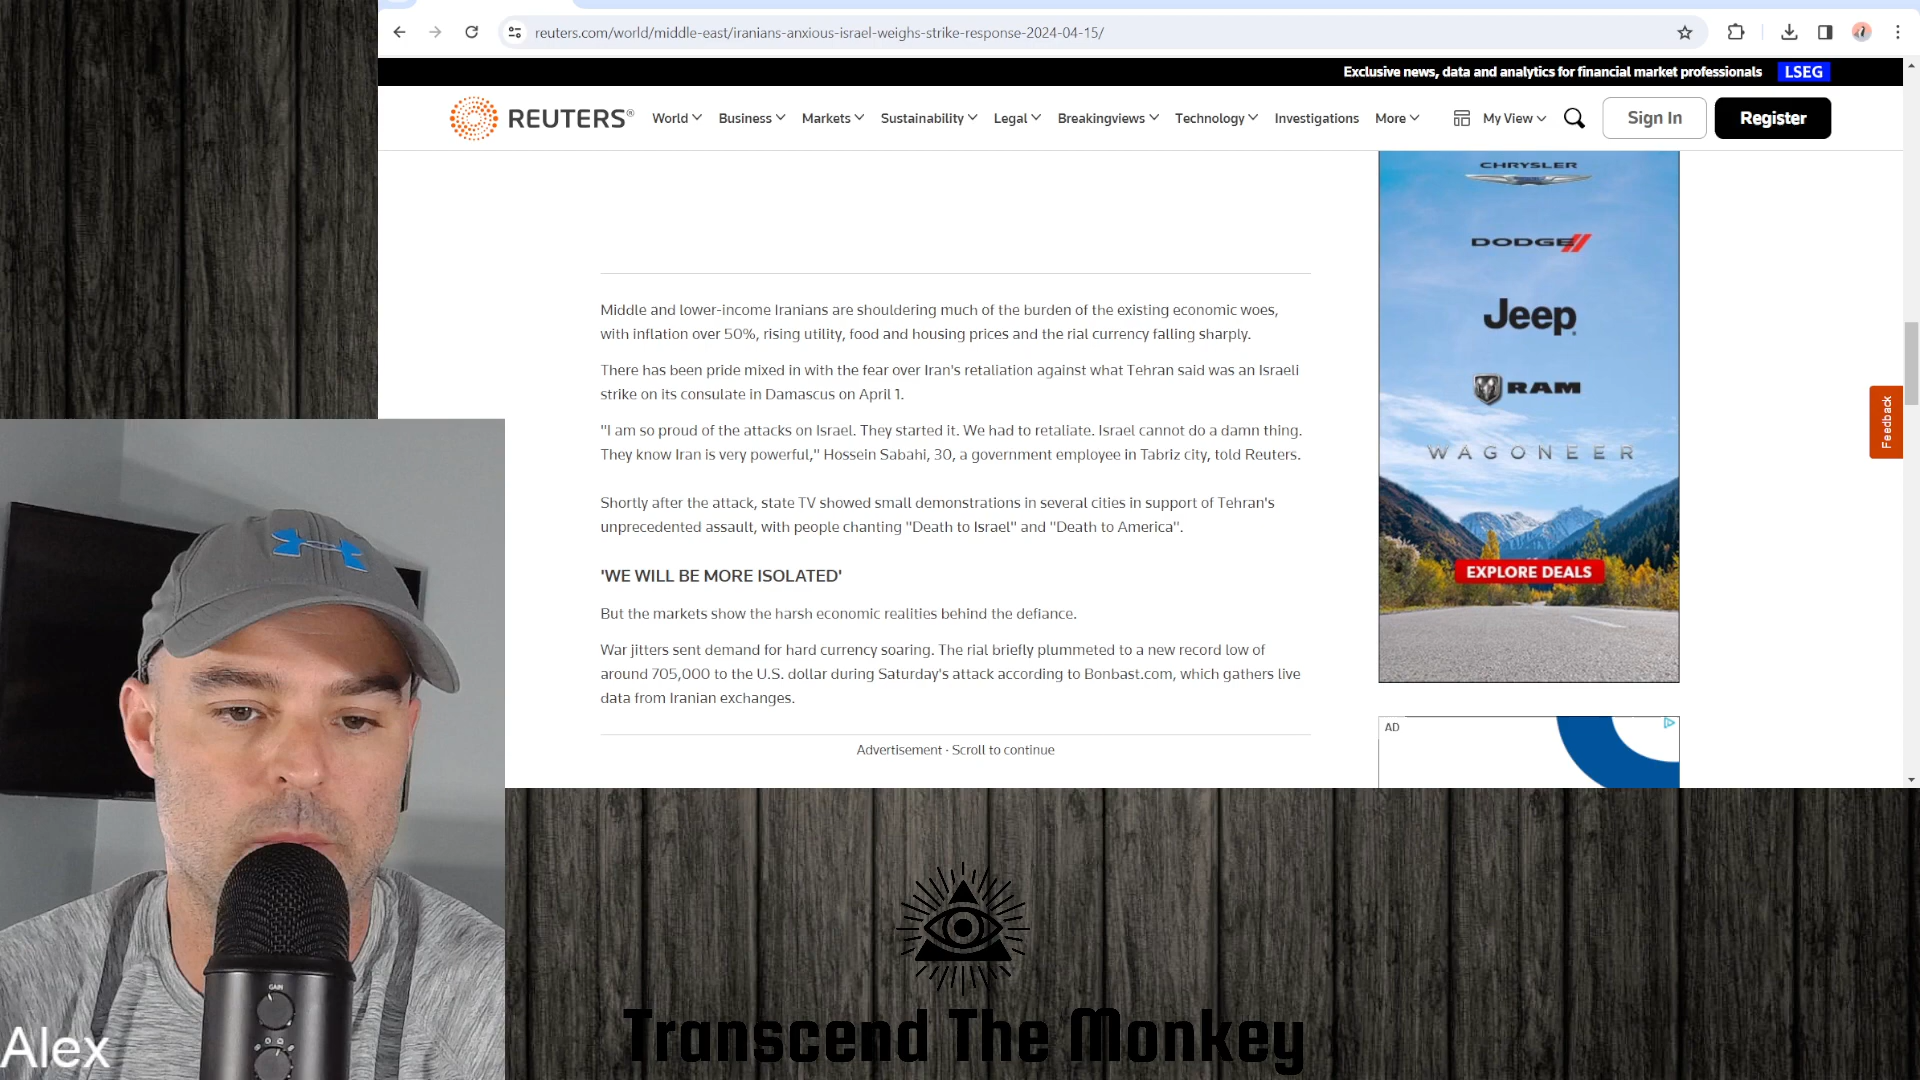 reuters.com/world/middle-east/iranians-anxious-israel-weighs-strike-response-2024-04-15/
Exclusive news, data and analytics for financial market professionals LSEG
REUTERS® World Business Markets Sustainability Legal Breakingviews Technology Investigations More My View Sign In Register
CHRYSLER
DODGE
Jeep
RAM
WAGONEER
EXPLORE DEALS
AD
Feedback
Middle and lower-income Iranians are shouldering much of the burden of the existing economic woes,
with inflation over 50%, rising utility, food and housing prices and the rial currency falling sharply.
There has been pride mixed in with the fear over Iran's retaliation against what Tehran said was an Israeli
strike on its consulate in Damascus on April 1.
"I am so proud of the attacks on Israel. They started it. We had to retaliate. Israel cannot do a damn thing.
They know Iran is very powerful," Hossein Sabahi, 30, a government employee in Tabriz city, told Reuters.
Shortly after the attack, state TV showed small demonstrations in several cities in support of Tehran's
unprecedented assault, with people chanting "Death to Israel" and "Death to America".
'WE WILL BE MORE ISOLATED'
But the markets show the harsh economic realities behind the defiance.
War jitters sent demand for hard currency soaring. The rial briefly plummeted to a new record low of
around 705,000 to the U.S. dollar during Saturday's attack according to Bonbast.com, which gathers live
data from Iranian exchanges.
Advertisement · Scroll to continue
GAIN
Alex
Transcend The Monkey